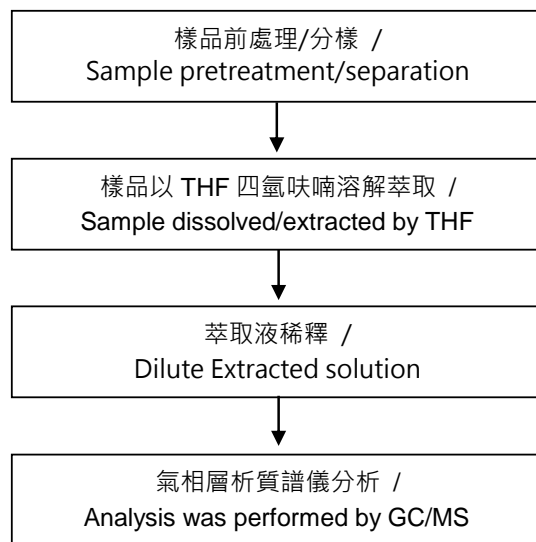 樣品前處理/分樣 /
Sample pretreatment/separation
樣品以 THF 四氫呋喃溶解萃取 /
Sample dissolved/extracted by THF
萃取液稀釋 /
Dilute Extracted solution
氣相層析質譜儀分析 /
Analysis was performed by GC/MS